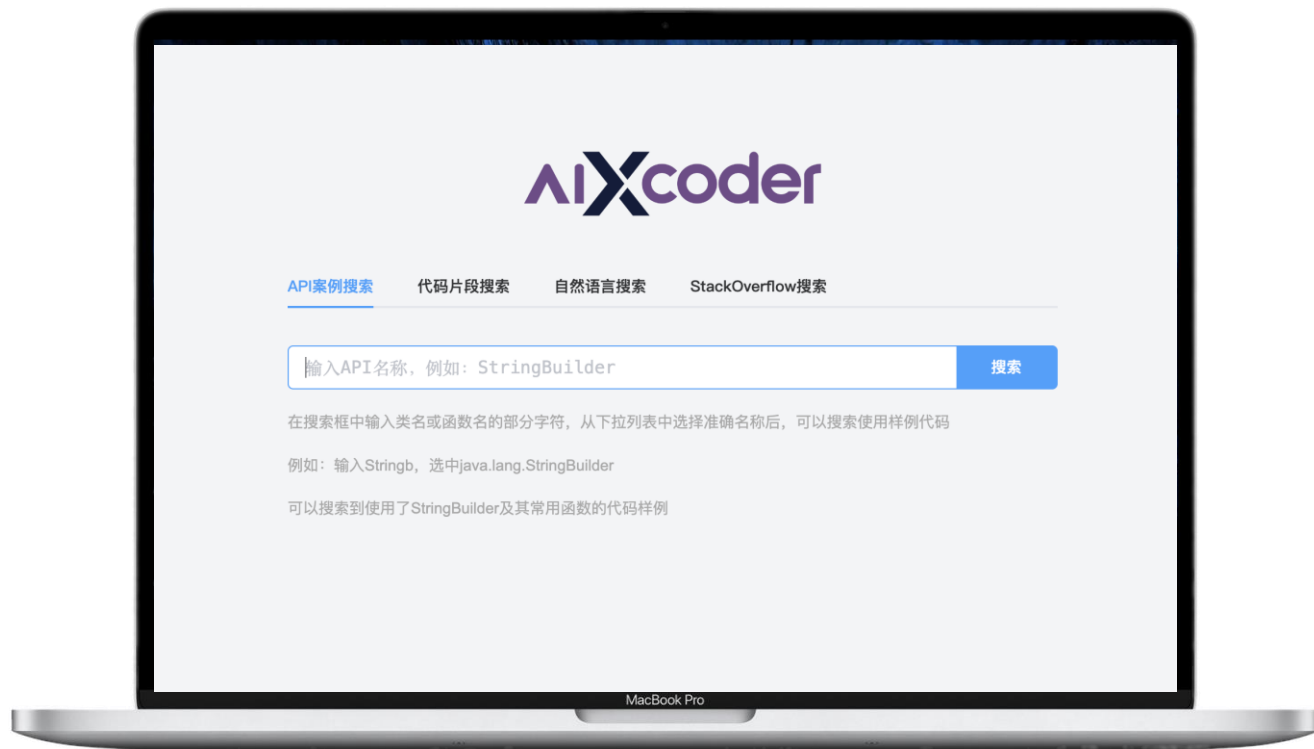 aiXcoder
API案例搜索 代码片段搜索 自然语言搜索 StackOverflow搜索
输入API名称，例如：StringBuilder 搜索
在搜索框中输入类名或函数名的部分字符，从下拉列表中选择准确名称后，可以搜索使用样例代码
例如：输入Stringb，选中java.lang.StringBuilder
可以搜索到使用了StringBuilder及其常用函数的代码样例
MacBook Pro